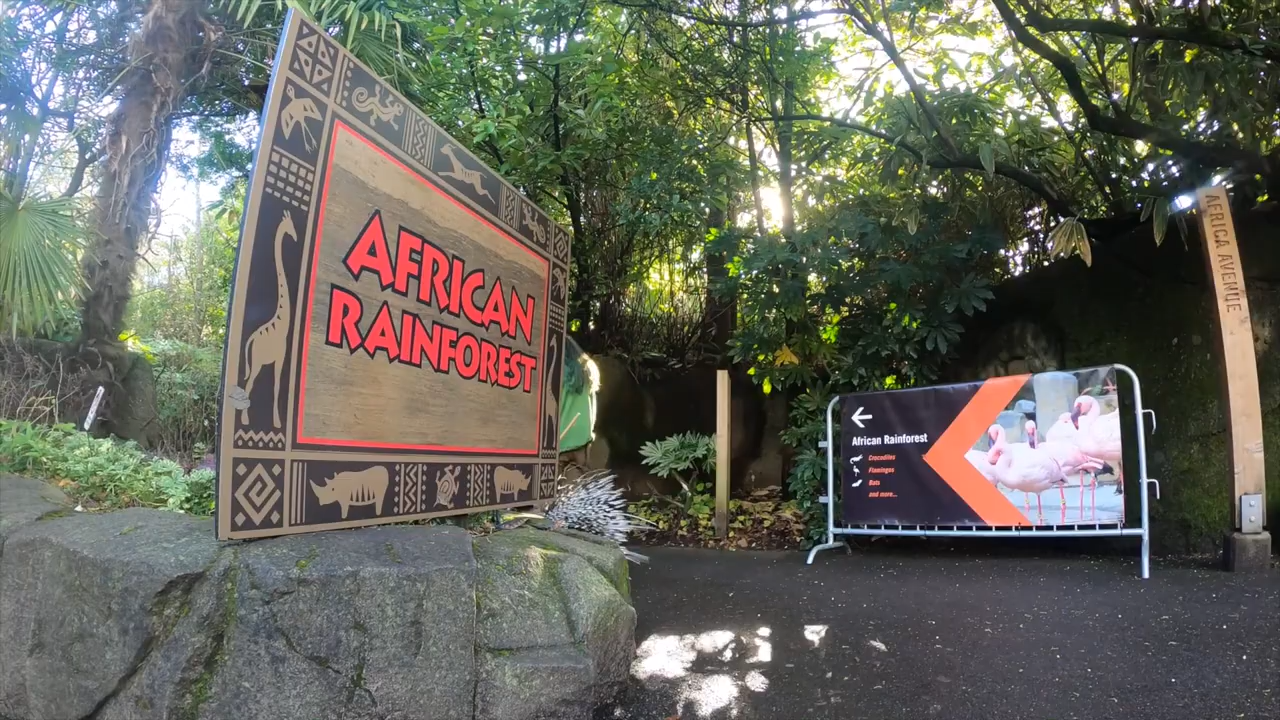 AFRICAN
RAINFOREST
African Rainforest
Crocodiles
Flamingos
Bats
and more...
AFRICA AVENUE